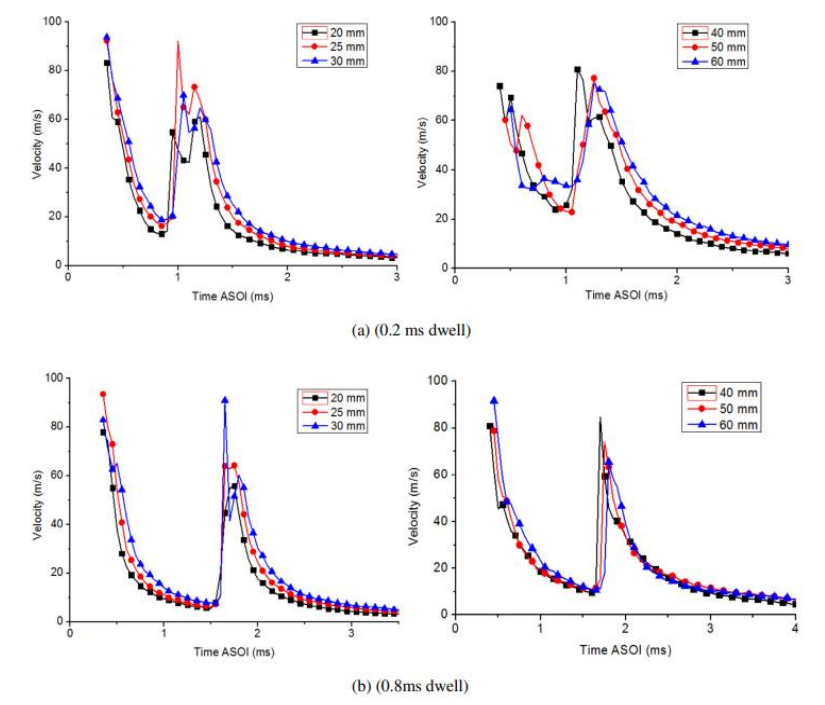 100
80
60
40
20
0
0
1
2
3
Velocity (m/s)
Time ASOI (ms)
20 mm
25 mm
30 mm
100
80
60
40
20
0
0
1
2
3
Velocity (m/s)
Time ASOI (ms)
40 mm
50 mm
60 mm
(a) (0.2 ms dwell)
100
80
60
40
20
0
0
1
2
3
Velocity (m/s)
Time ASOI (ms)
20 mm
25 mm
30 mm
100
80
60
40
20
0
0
1
2
3
4
Velocity (m/s)
Time ASOI (ms)
40 mm
50 mm
60 mm
(b) (0.8ms dwell)